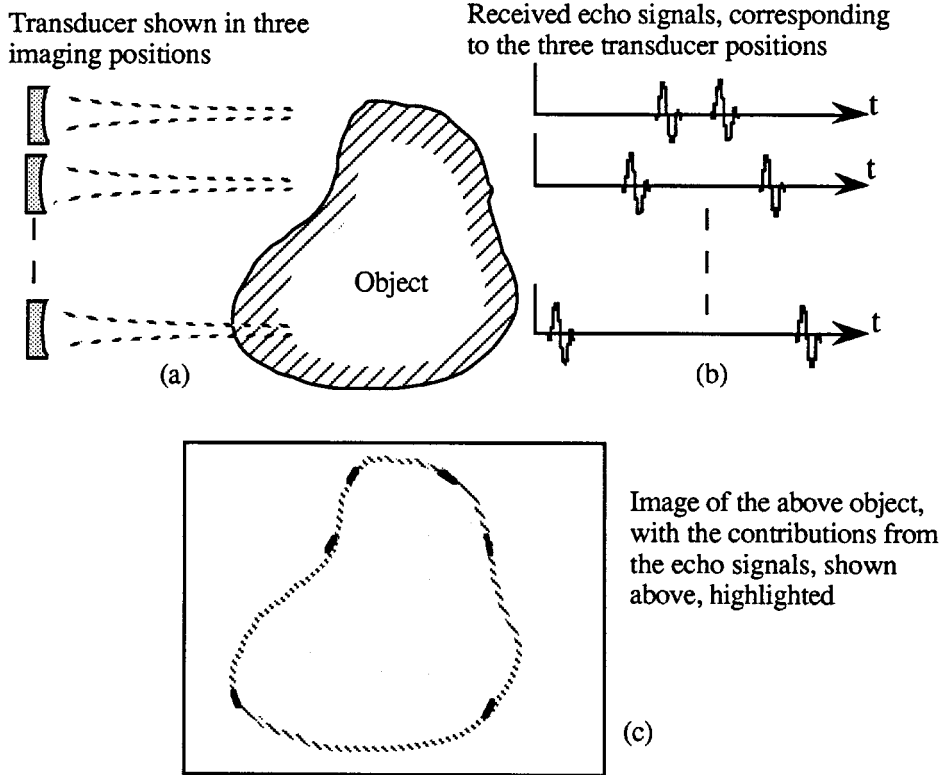 Transducer shown in three
imaging positions
Received echo signals, corresponding
to the three transducer positions
t
t
Object
t
(a)
(b)
Image of the above object,
with the contributions from
the echo signals, shown
above, highlighted
(c)